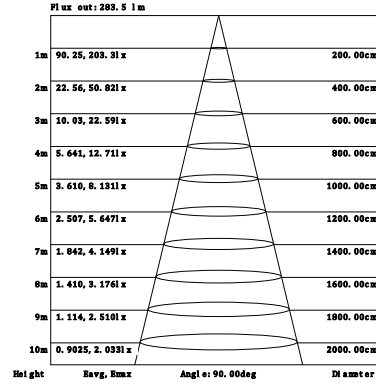 Flux out: 283.5 lm
1m 90.25, 203.3lx 200.00cm
2m 22.56, 50.82lx 400.00cm
3m 10.03, 22.59lx 600.00cm
4m 5.641, 12.71lx 800.00cm
5m 3.610, 8.131lx 1000.00cm
6m 2.507, 5.647lx 1200.00cm
7m 1.842, 4.149lx 1400.00cm
8m 1.410, 3.176lx 1600.00cm
9m 1.114, 2.510lx 1800.00cm
10m 0.9025, 2.033lx 2000.00cm
Height Eavg, Emax Angle: 90.00deg Diameter